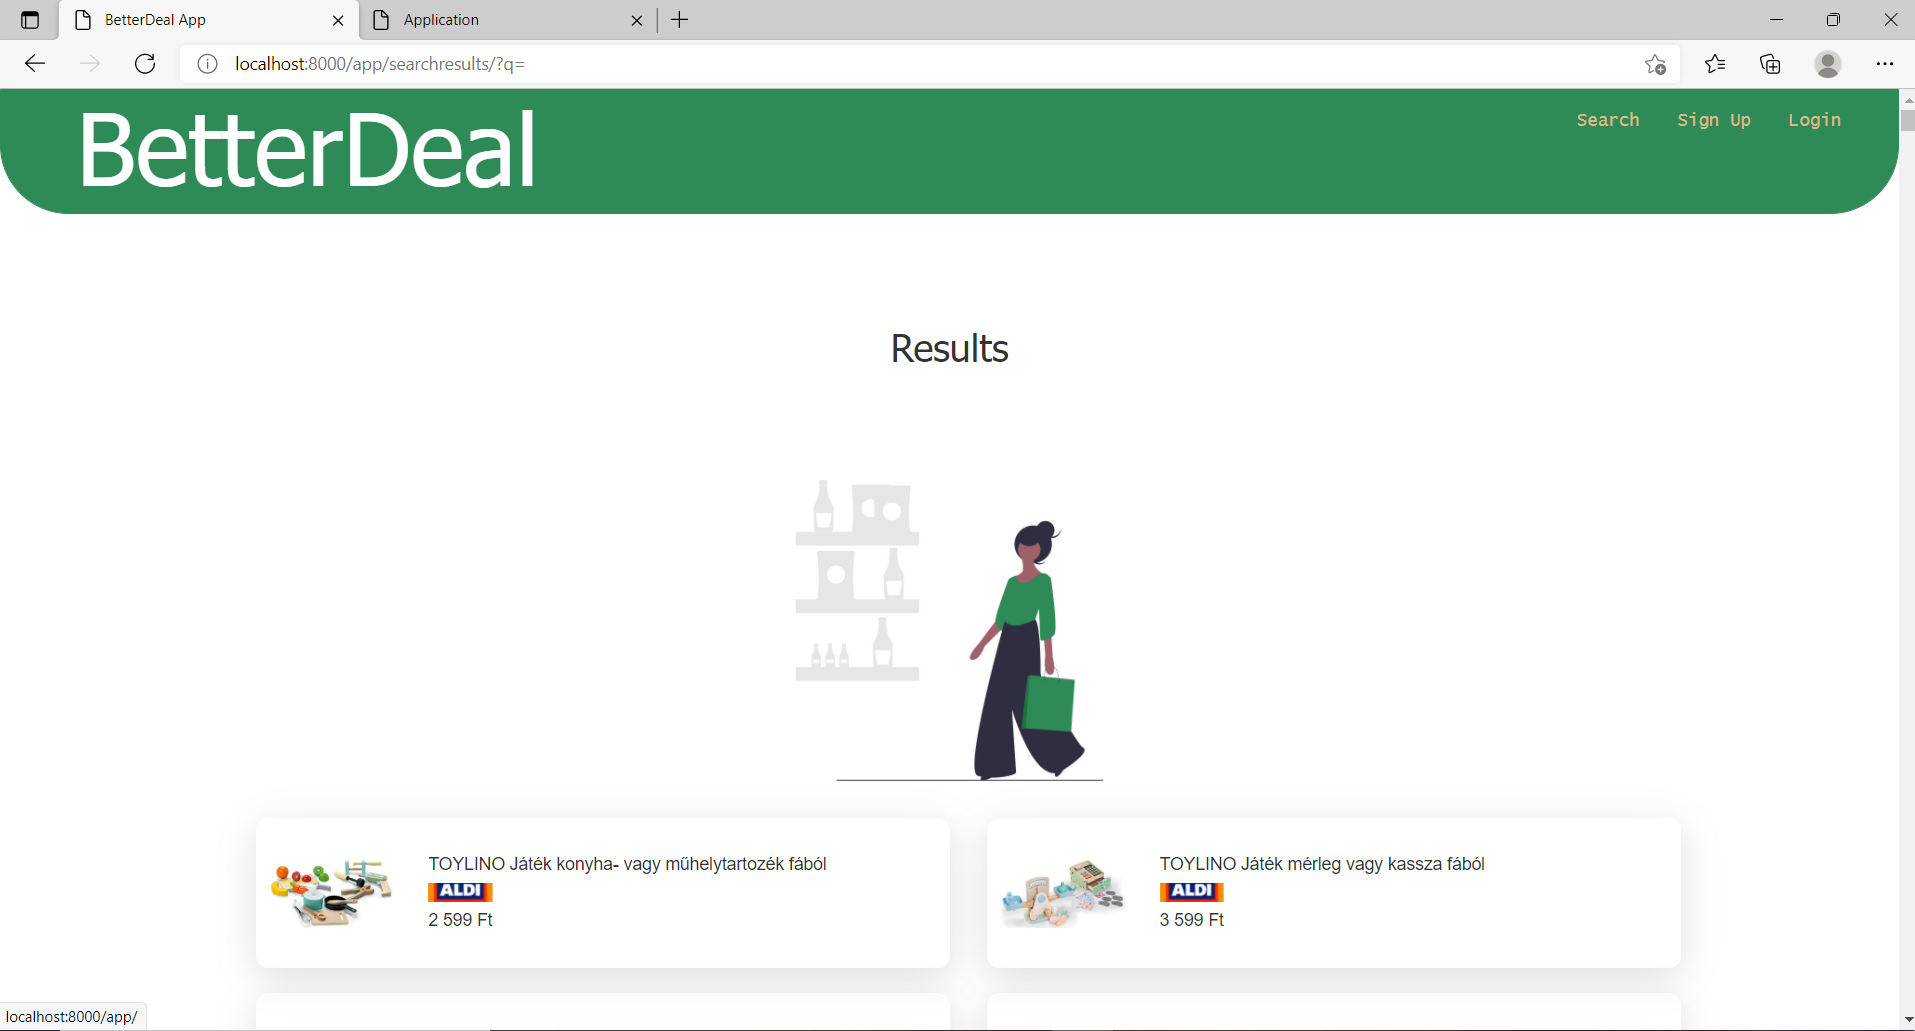 BetterDeal App
Application
localhost:8000/app/searchresults/?q=
BetterDeal
Search Sign Up Login
Results
TOYLINO Játék konyha- vagy műhelytartozék fából
ALDI
2 599 Ft
TOYLINO Játék mérleg vagy kassza fából
ALDI
3 599 Ft
localhost:8000/app/